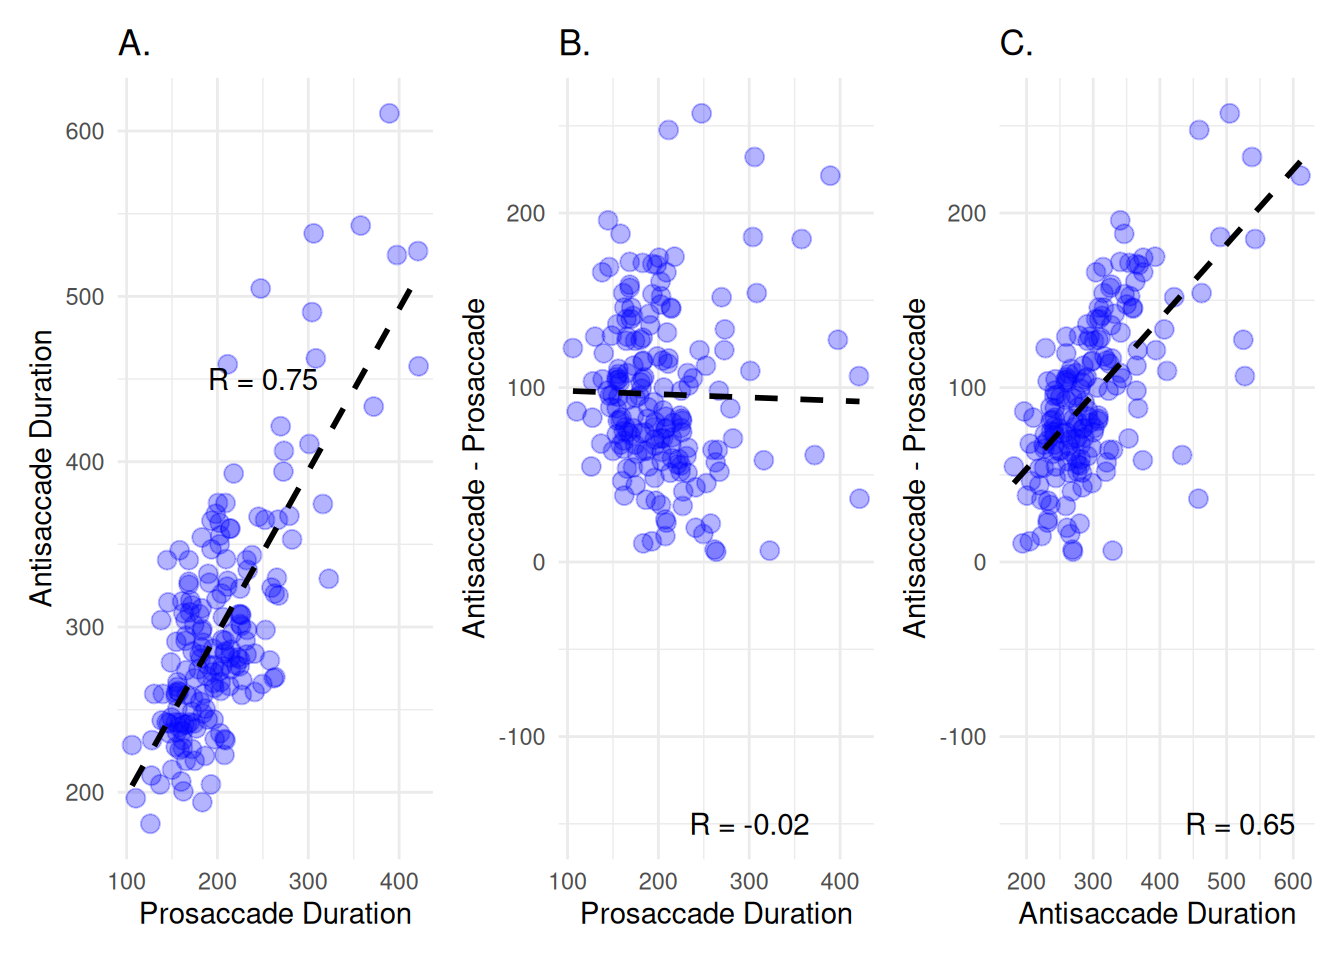 A.
B.
C.
600
500
400
300
200
100 200 300 400
Antisaccade Duration
Prosaccade Duration
R = 0.75
200
100
0
-100
100 200 300 400
Antisaccade - Prosaccade
Prosaccade Duration
R = -0.02
200
100
0
-100
200 300 400 500 600
Antisaccade - Prosaccade
Antisaccade Duration
R = 0.65